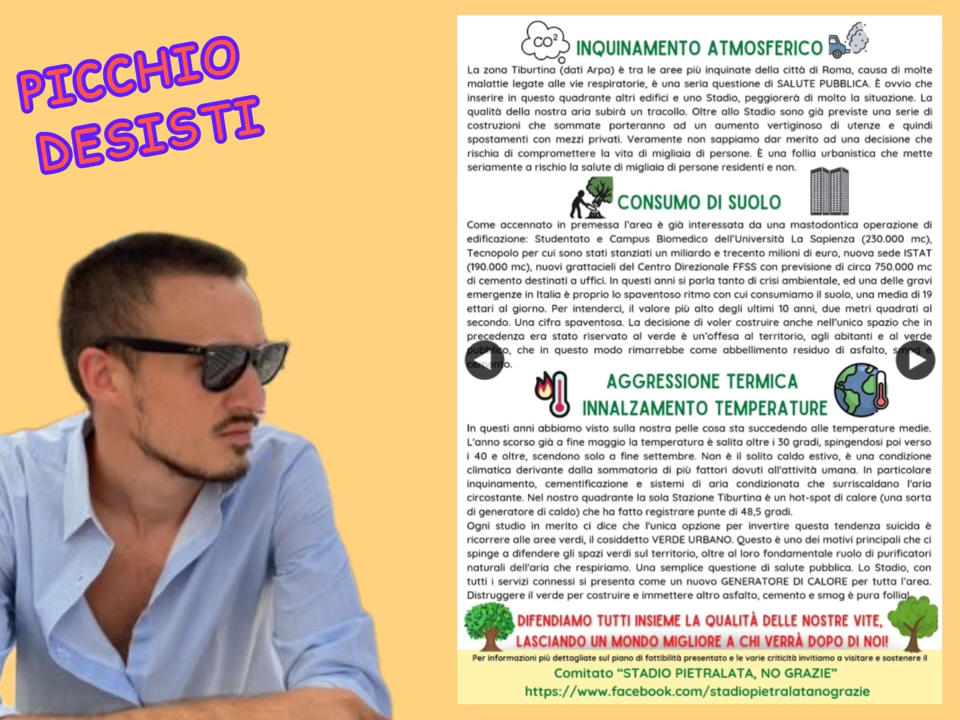 PICCHIO
DESISTI
CO²
INQUINAMENTO ATMOSFERICO
La zona Tiburtina (dati Arpa) è tra le aree più inquinate della città di Roma, causa di molte
malattie legate alle vie respiratorie, è una seria questione di SALUTE PUBBLICA. È ovvio che
inserire in questo quadrante altri edifici e uno Stadio, peggiorerà di molto la situazione. La
qualità della nostra aria subirà un tracollo. Oltre allo Stadio sono già previste una serie di
costruzioni che sommate porteranno ad un aumento vertiginoso di utenze e quindi
spostamenti con mezzi privati. Veramente non sappiamo dar merito ad una decisione che
rischia di compromettere la vita di migliaia di persone. È una follia urbanistica che mette
seriamente a rischio la salute di migliaia di persone residenti e non.
CONSUMO DI SUOLO
Come accennato in premessa l'area è già interessata da una mastodontica operazione di
edificazione: Studentato e Campus Biomedico dell'Università La Sapienza (230.000 mc),
Tecnopolo per cui sono stati stanziati un miliardo e trecento milioni di euro, nuova sede ISTAT
(190.000 mc), nuovi grattacieli del Centro Direzionale FFSS con previsione di circa 750.000 mc
di cemento destinati a uffici. In questi anni si parla tanto di crisi ambientale, ed una delle gravi
emergenze in Italia è proprio lo spaventoso ritmo con cui consumiamo il suolo, una media di 19
ettari al giorno. Per intenderci, il valore più alto degli ultimi 10 anni, due metri quadrati al
secondo. Una cifra spaventosa. La decisione di voler costruire anche nell'unico spazio che in
precedenza era stato riservato al verde è un'offesa al territorio, agli abitanti e al verde
pubblico, che in questo modo rimarrebbe come abbellimento residuo di asfalto, smog e
cemento.
AGGRESSIONE TERMICA
INNALZAMENTO TEMPERATURE
In questi anni abbiamo visto sulla nostra pelle cosa sta succedendo alle temperature medie.
L'anno scorso già a fine maggio la temperatura è salita oltre i 30 gradi, spingendosi poi verso
i 40 e oltre, scendono solo a fine settembre. Non è il solito caldo estivo, è una condizione
climatica derivante dalla sommatoria di più fattori dovuti all'attività umana. In particolare
inquinamento, cementificazione e sistemi di aria condizionata che surriscaldano l'aria
circostante. Nel nostro quadrante la sola Stazione Tiburtina è un hot-spot di calore (una sorta
di generatore di caldo) che ha fatto registrare punte di 48,5 gradi.
Ogni studio in merito ci dice che l'unica opzione per invertire questa tendenza suicida è
ricorrere alle aree verdi, il cosiddetto VERDE URBANO. Questo è uno dei motivi principali che ci
spinge a difendere gli spazi verdi sul territorio, oltre al loro fondamentale ruolo di purificatori
naturali dell'aria che respiriamo. Una semplice questione di salute pubblica. Lo Stadio, con
tutti i servizi connessi si presenta come un nuovo GENERATORE DI CALORE per tutta l'area.
Distruggere il verde per costruire e immettere altro asfalto, cemento e smog è pura follia!
DIFENDIAMO TUTTI INSIEME LA QUALITÀ DELLE NOSTRE VITE,
LASCIANDO UN MONDO MIGLIORE A CHI VERRÀ DOPO DI NOI!
Per informazioni più dettagliate sul piano di fattibilità presentato e le varie criticità invitiamo a visitare e sostenere il
Comitato "STADIO PIETRALATA, NO GRAZIE"
https://www.facebook.com/stadiopietralatanograzie